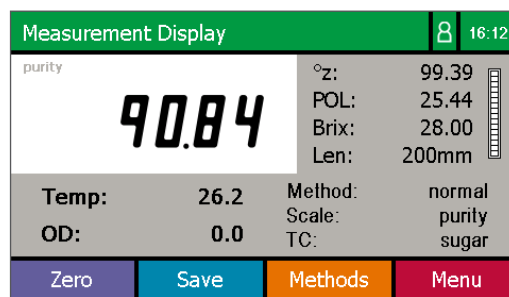 Measurement Display 8 16:12
purity
90.84
°z: 99.39
POL: 25.44
Brix: 28.00
Len: 200mm
Temp: 26.2
OD: 0.0
Method: normal
Scale: purity
TC: sugar
Zero Save Methods Menu